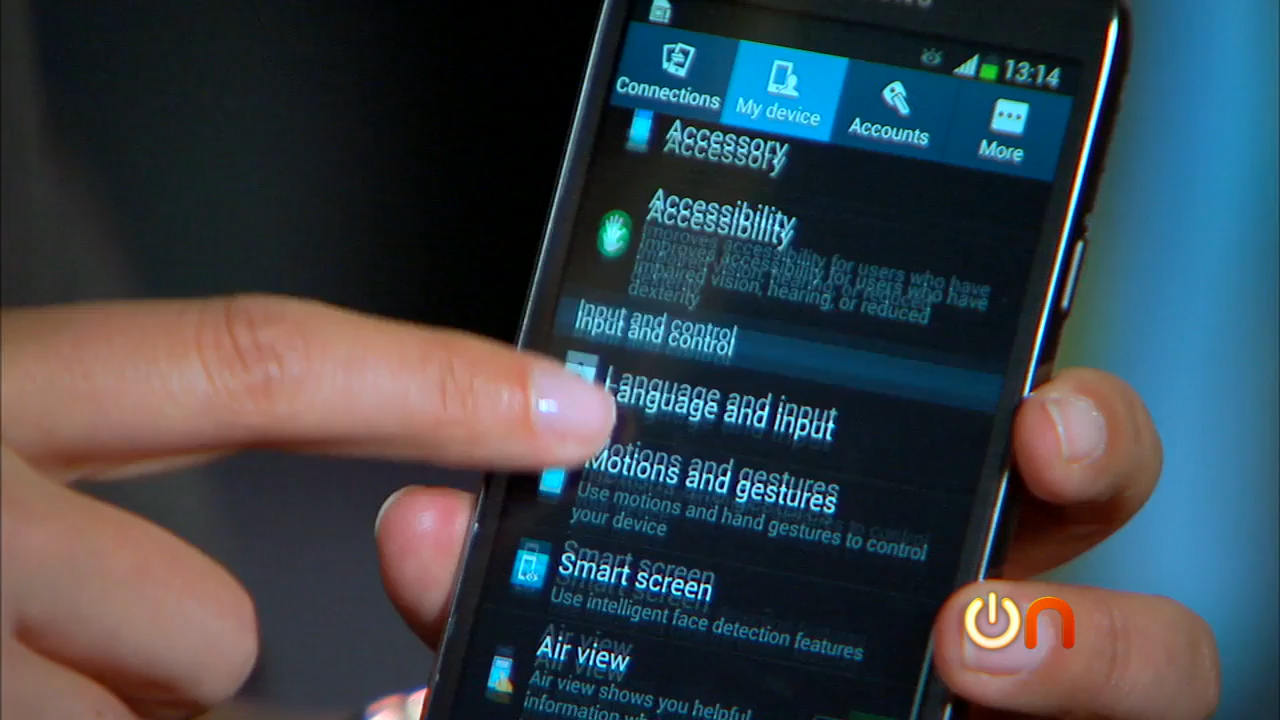 13:14
Connections
My device
Accounts
More
Accessory
Accessibility
Improves accessibility for users who have
impaired vision, hearing, or reduced
dexterity
Input and control
Language and input
Motions and gestures
Use motions and hand gestures to control
your device
Smart screen
Use intelligent face detection features
Air view
Air view shows you helpful
information
on